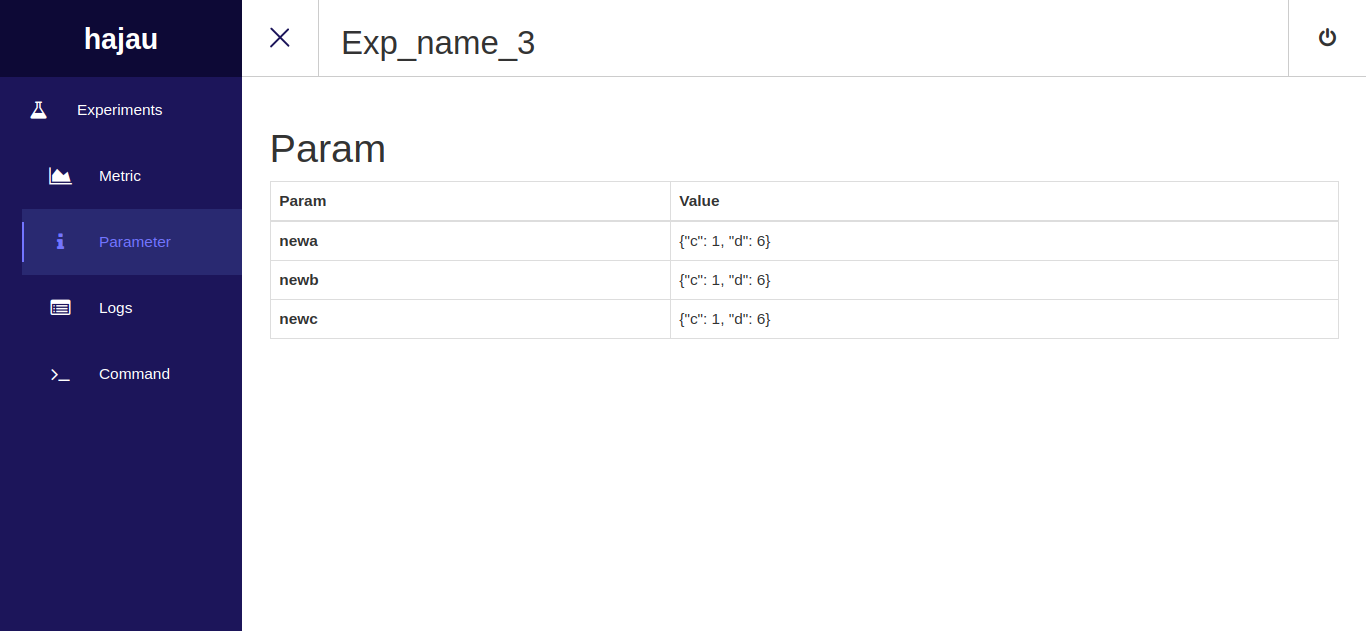 hajau
Exp_name_3
Experiments
Metric
Parameter
Logs
Command
Param
Param Value
newa {"c": 1, "d": 6}
newb {"c": 1, "d": 6}
newc {"c": 1, "d": 6}